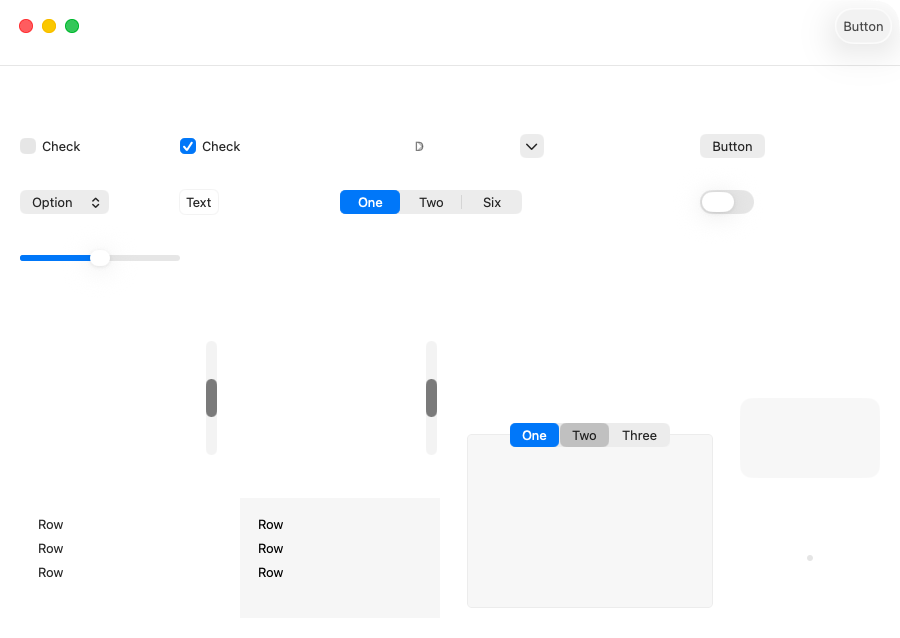 Button
Check
Check
Button
Option
Text
One
Two
Six
One
Two
Three
Row
Row
Row
Row
Row
Row